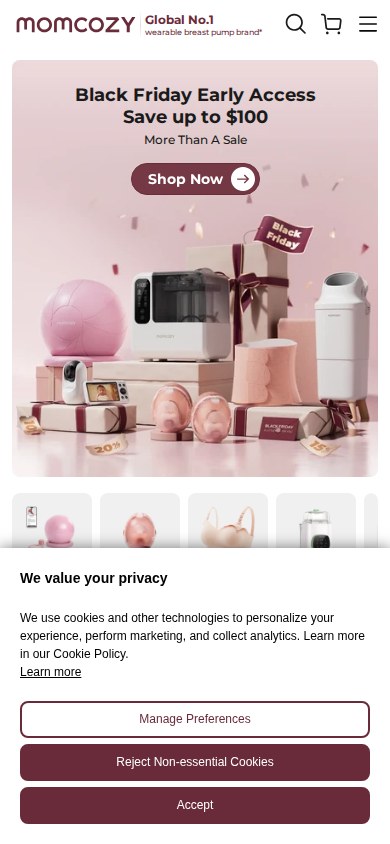 momcozy
Global No.1
wearable breast pump brand*
Black Friday Early Access
Save up to $100
More Than A Sale
Shop Now
Black
Friday
We value your privacy
We use cookies and other technologies to personalize your
experience, perform marketing, and collect analytics. Learn more
in our Cookie Policy.
Learn more
Manage Preferences
Reject Non-essential Cookies
Accept